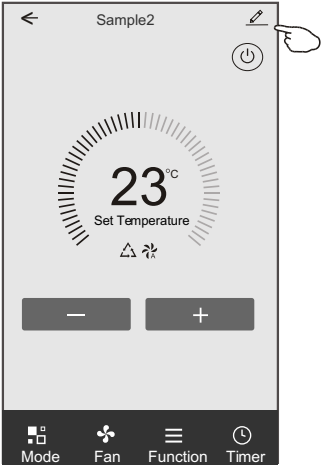 Sample2
23°C
Set Temperature
A
Mode Fan Function Timer